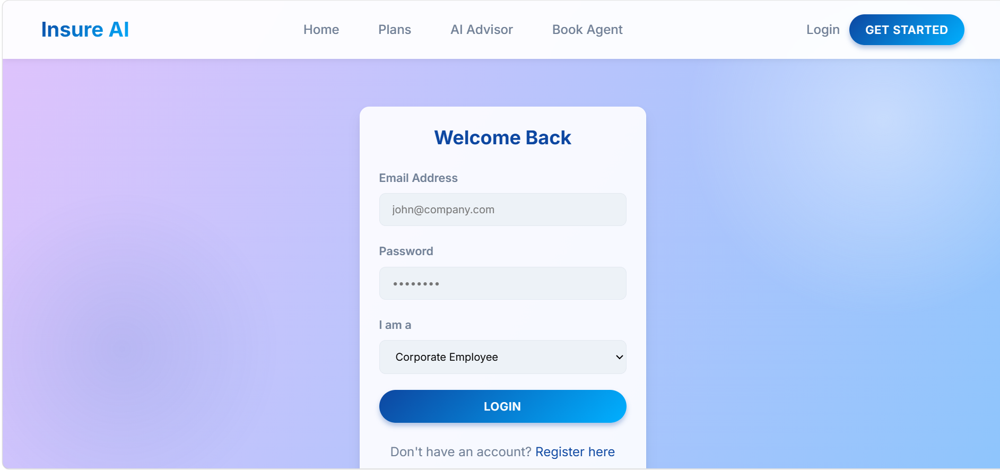 Insure AI
Home
Plans
AI Advisor
Book Agent
Login
GET STARTED
Welcome Back
Email Address
john@company.com
Password
••••••••
I am a
Corporate Employee
LOGIN
Don't have an account? Register here